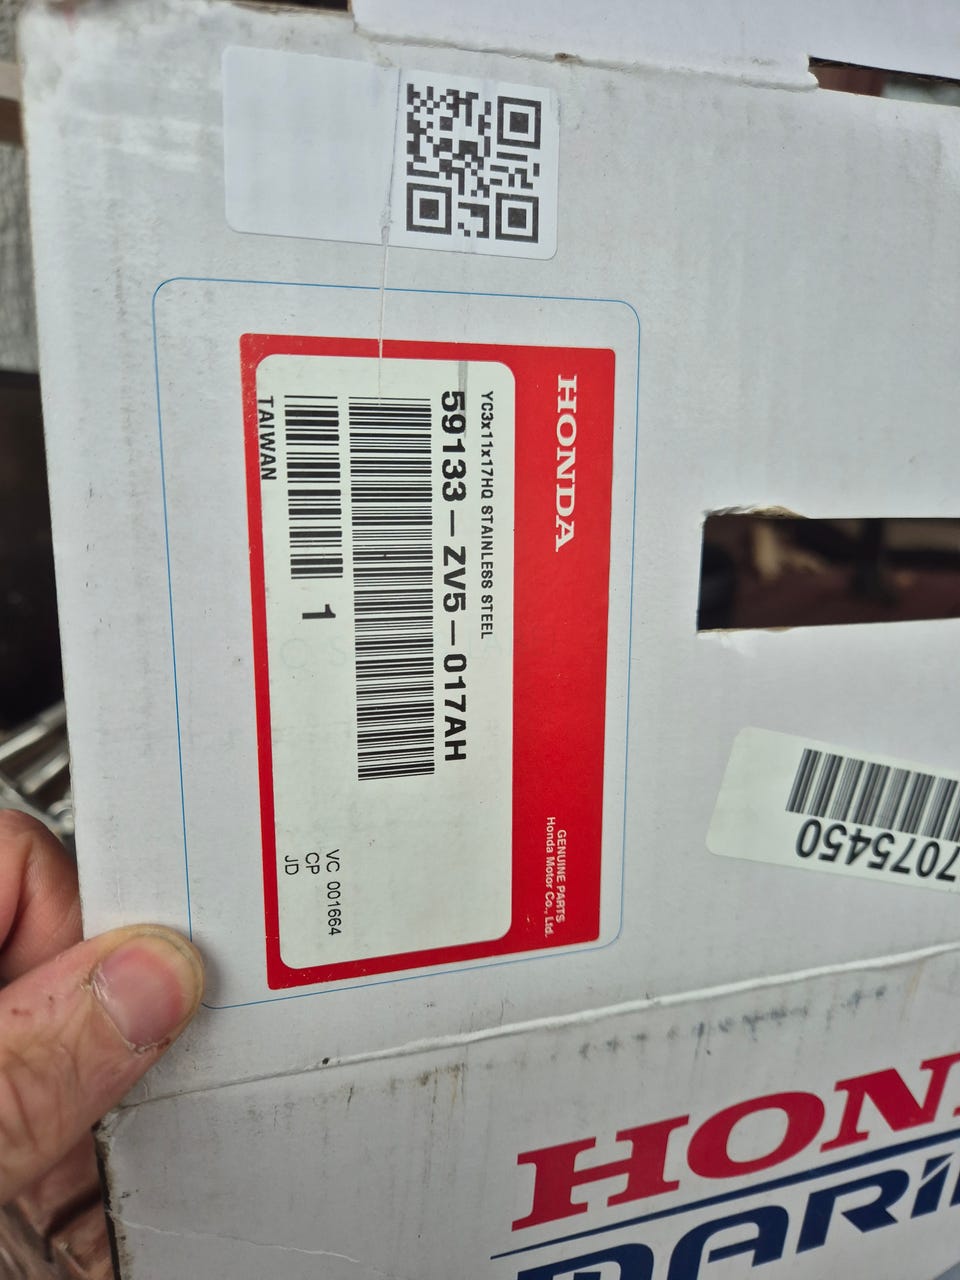 HONDA
GENUINE PARTS
Honda Motor Co., Ltd.
YC3x11x17HQ STAINLESS STEEL
59133-ZV5-017AH
1
VC 001664
CP
JD
TAIWAN
7075450
HON
MARI